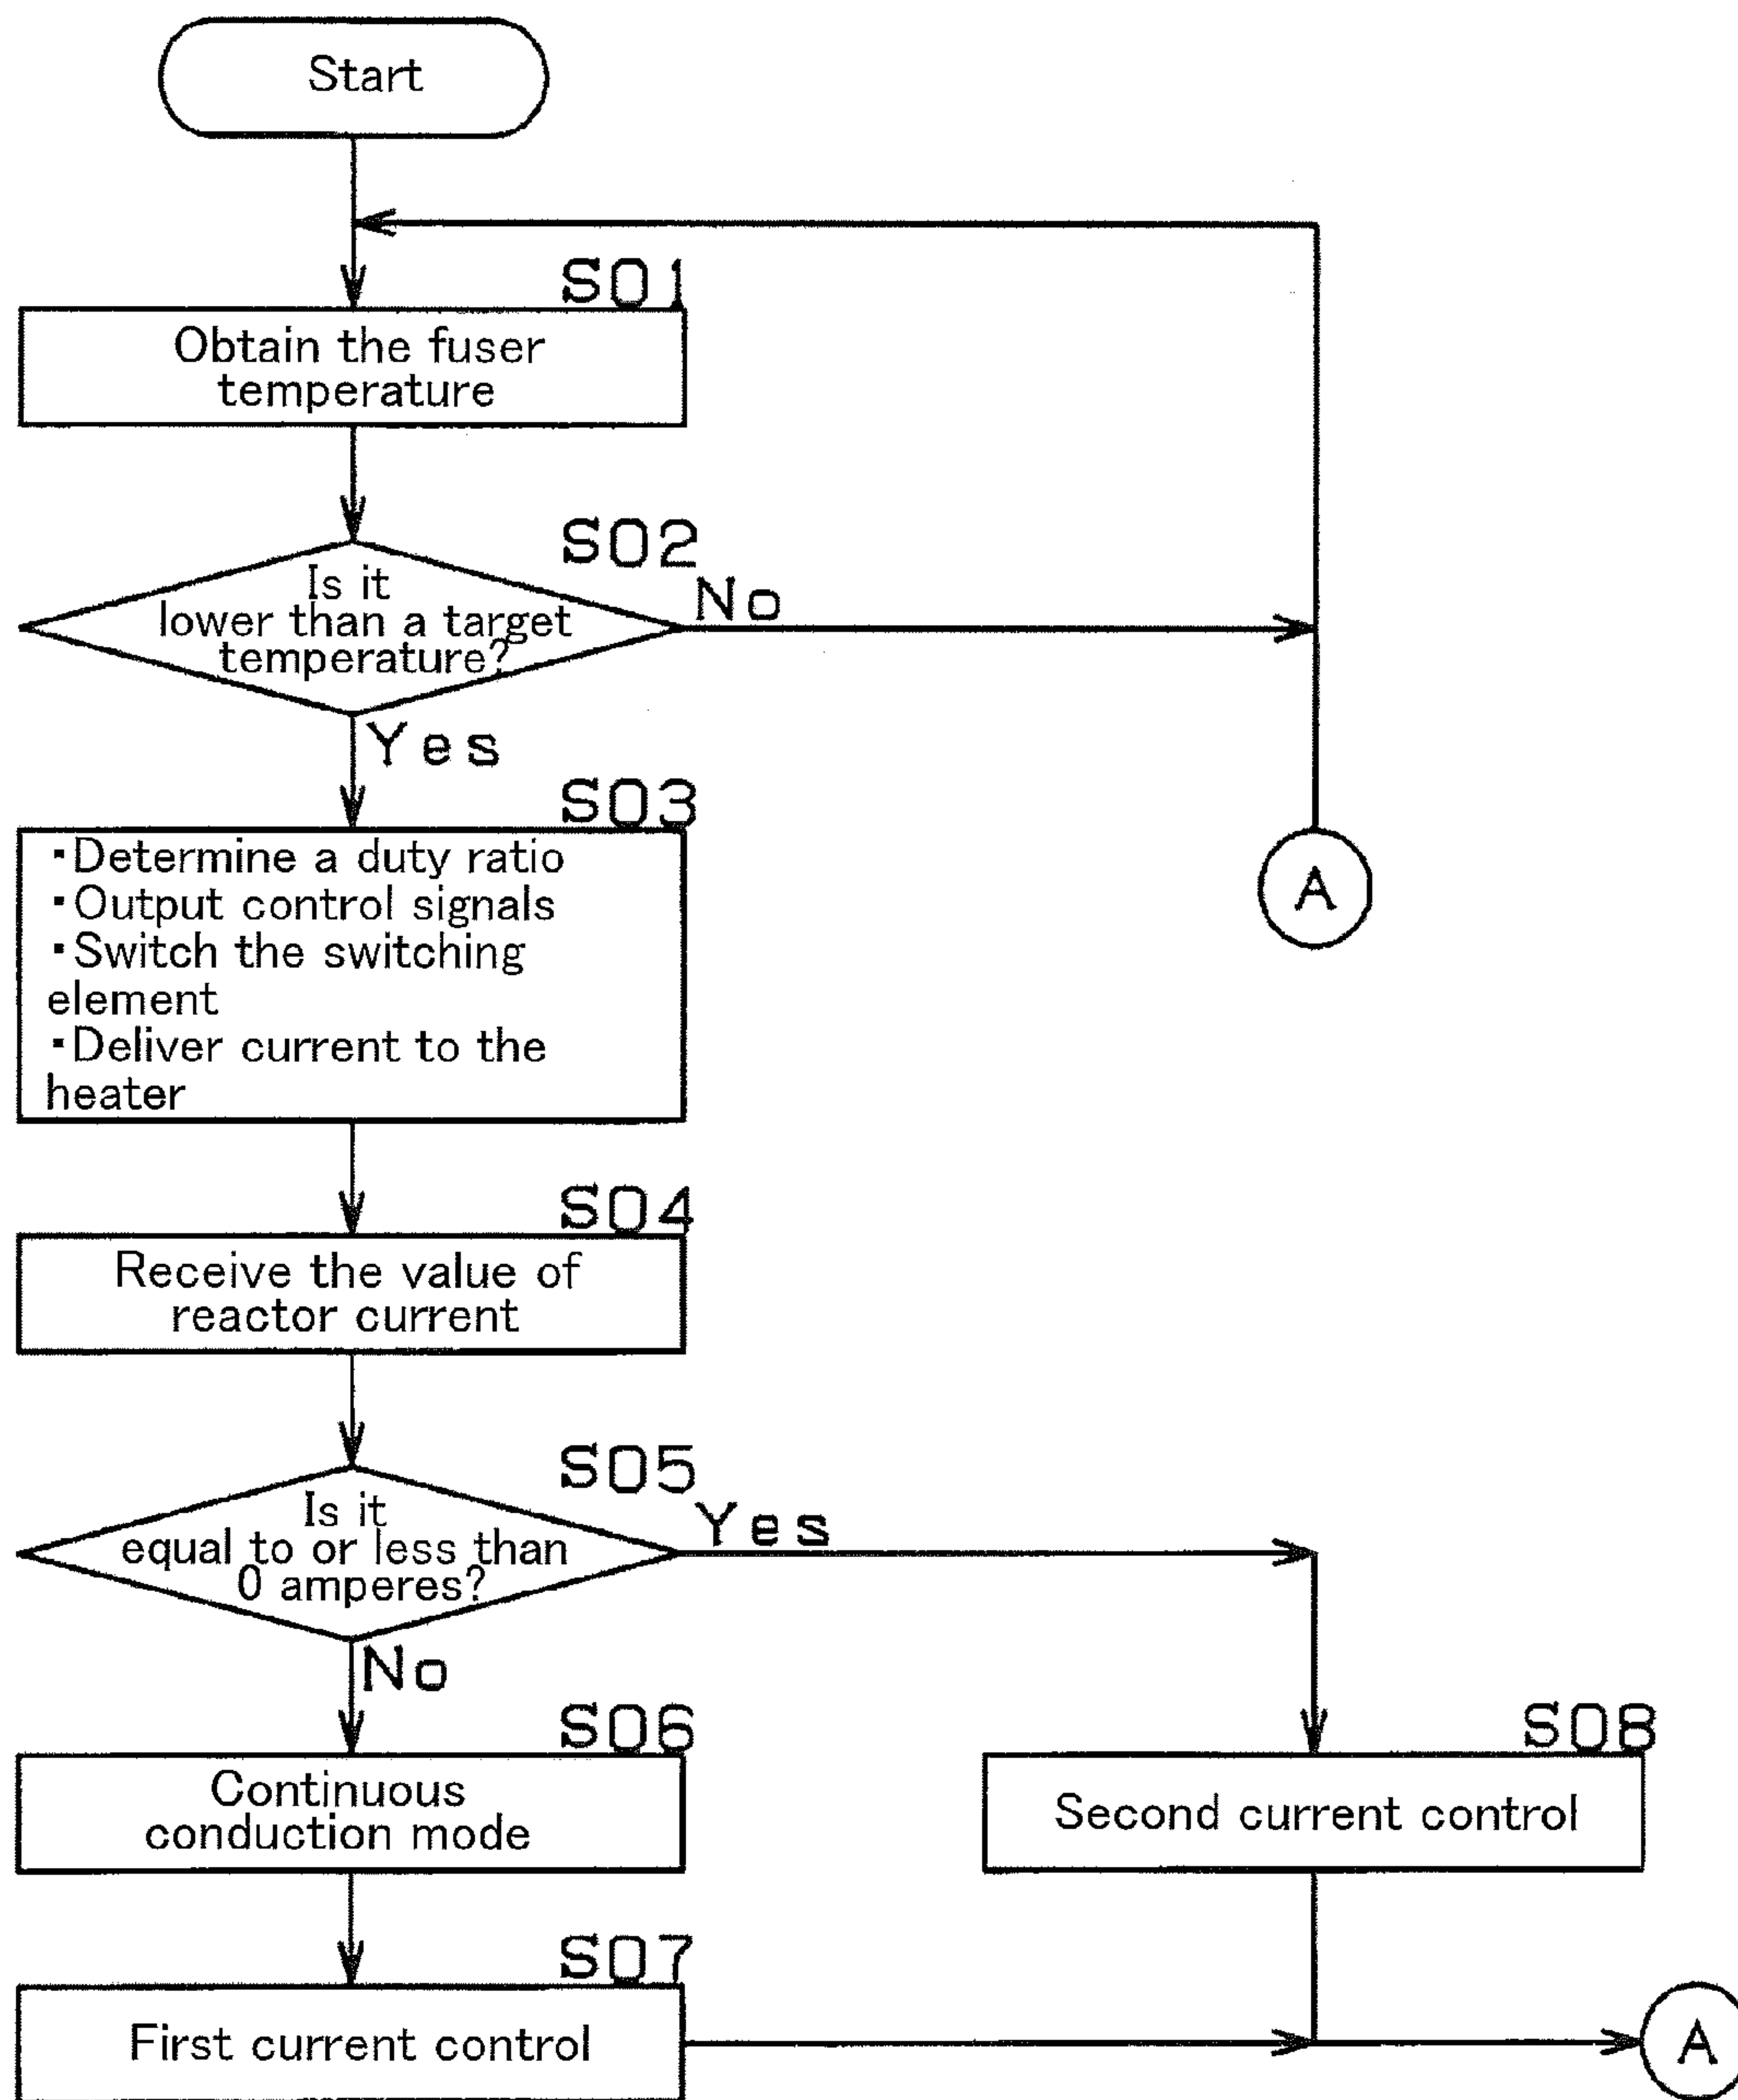 Start
S01
Obtain the fuser
temperature
S02
Is it
lower than a target
temperature?
No
Yes
S03
・Determine a duty ratio
・Output control signals
・Switch the switching
element
・Deliver current to the
heater
A
S04
Receive the value of
reactor current
S05
Is it
equal to or less than
0 amperes?
Yes
No
S06
Continuous
conduction mode
S08
Second current control
S07
First current control
A